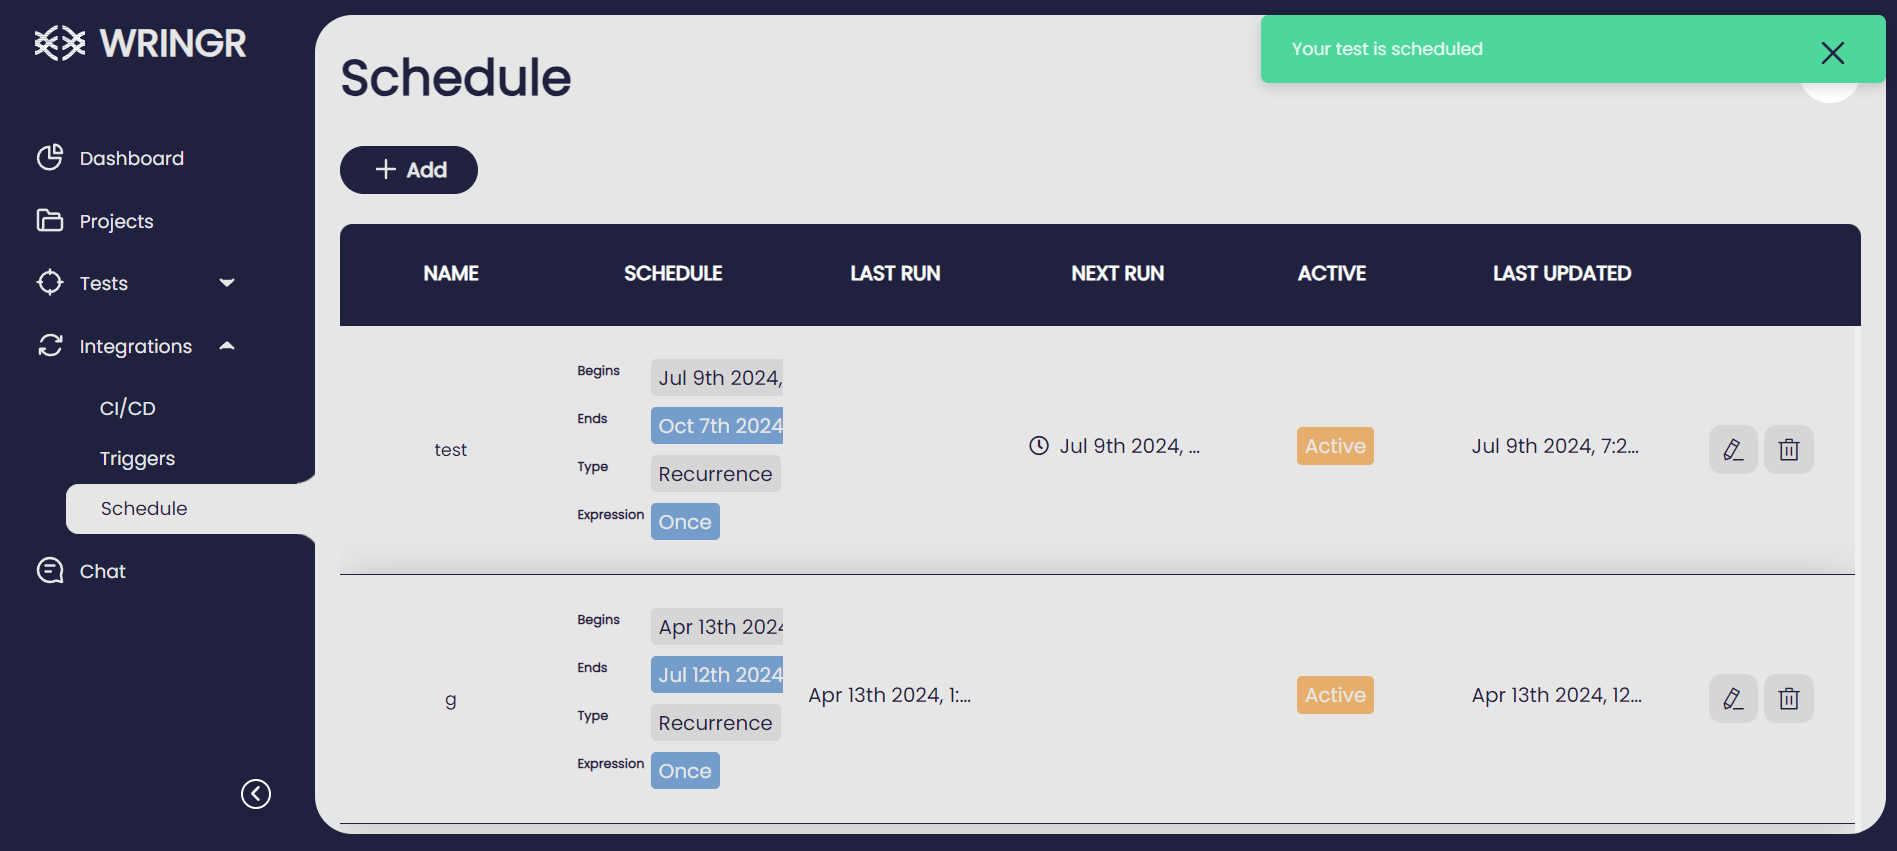 WRINGR
Dashboard
Projects
Tests
Integrations
CI/CD
Triggers
Schedule
Chat
Schedule
Your test is scheduled
Add
NAME SCHEDULE LAST RUN NEXT RUN ACTIVE LAST UPDATED
test
Begins Jul 9th 2024,
Ends Oct 7th 2024
Type Recurrence
Expression Once
Jul 9th 2024, ...
Active
Jul 9th 2024, 7:2...
g
Begins Apr 13th 2024
Ends Jul 12th 2024
Type Recurrence
Expression Once
Apr 13th 2024, 1:...
Active
Apr 13th 2024, 12...